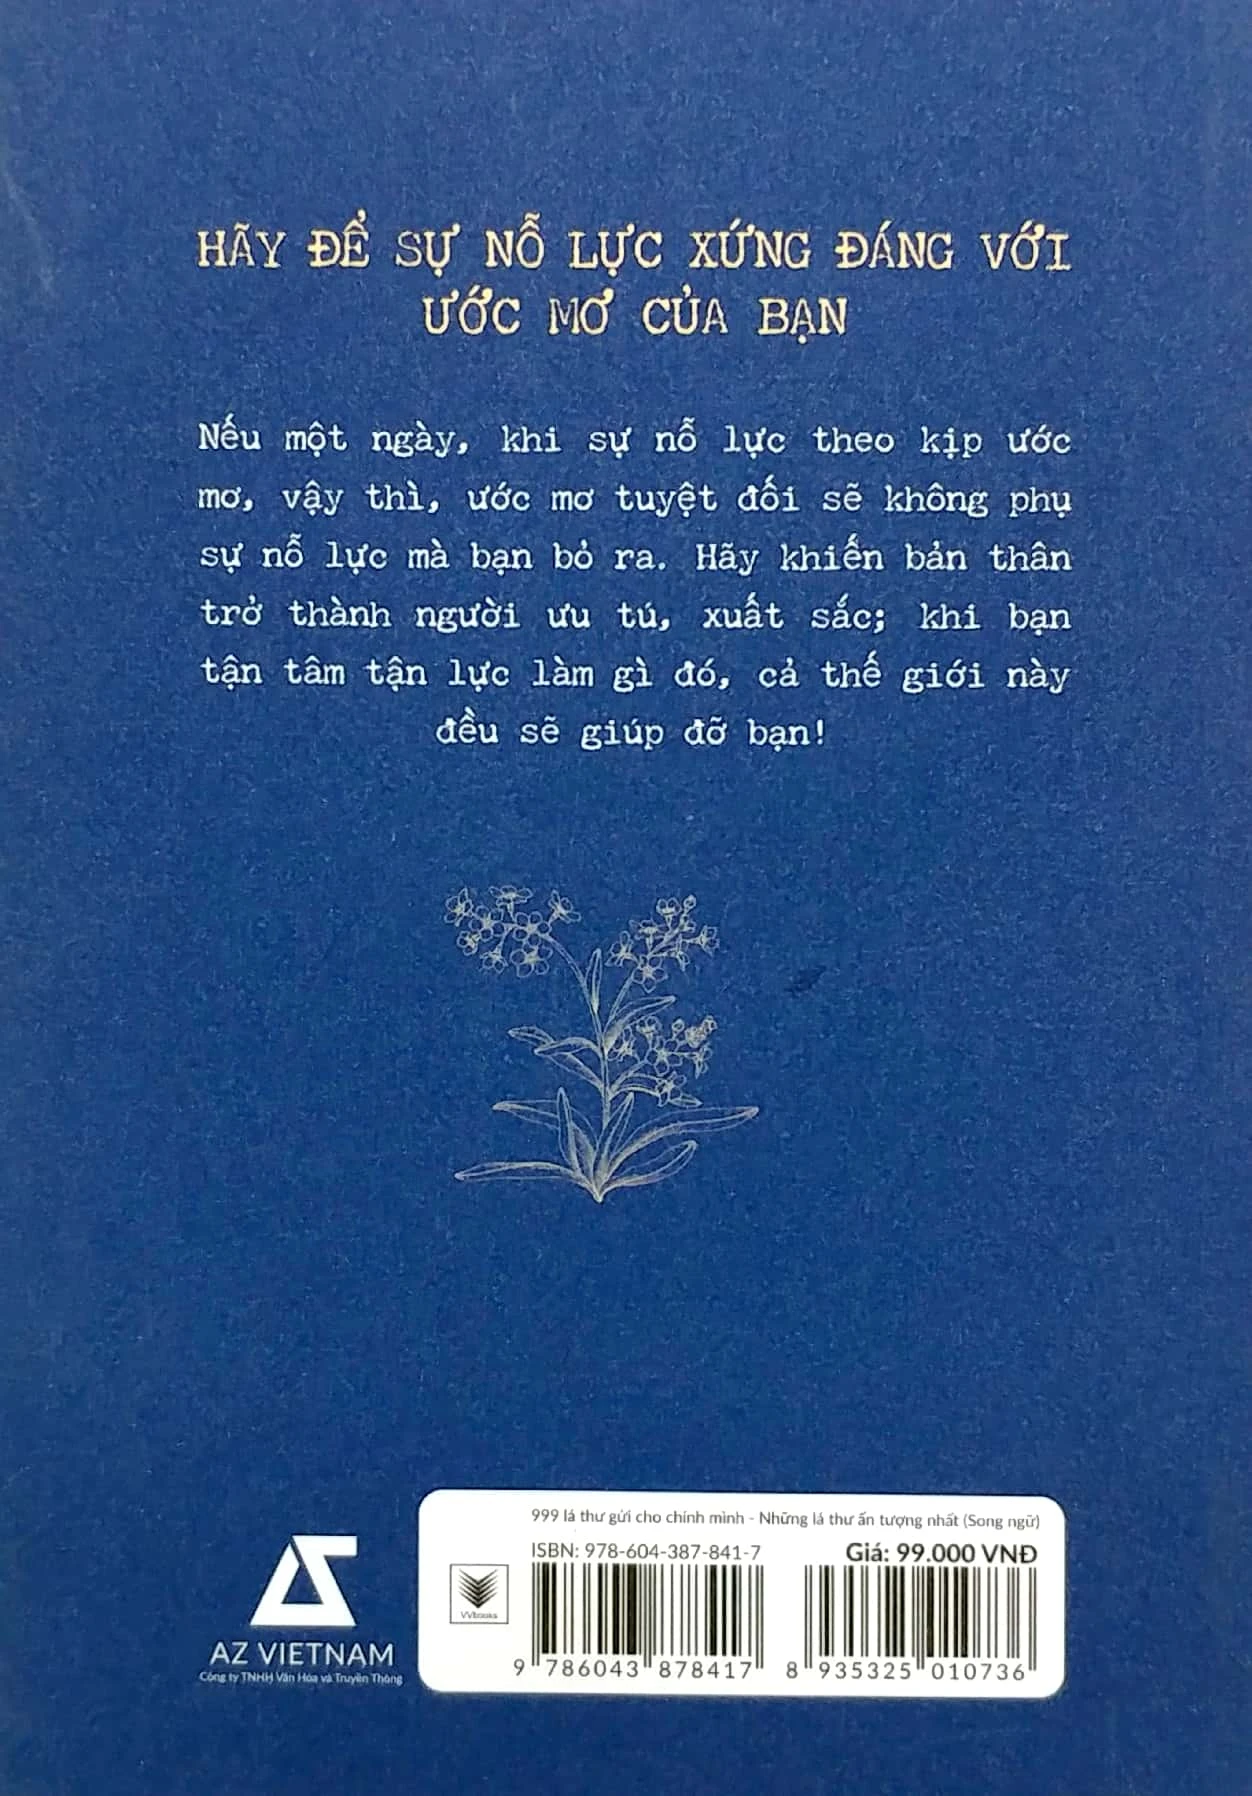 HÃY ĐỂ SỰ NỖ LỰC XỨNG ĐÁNG VỚI
ƯỚC MƠ CỦA BẠN
Nếu một ngày, khi sự nỗ lực theo kịp ước
mơ, vậy thì, ước mơ tuyệt đối sẽ không phụ
sự nỗ lực mà bạn bỏ ra. Hãy khiến bản thân
trở thành người ưu tú, xuất sắc; khi bạn
tận tâm tận lực làm gì đó, cả thế giới này
đều sẽ giúp đỡ bạn!
999 lá thư gửi cho chính mình - Những lá thư ấn tượng nhất (Song ngữ)
ISBN: 978-604-387-841-7
Giá: 99.000 VNĐ
VVbooks
9 786043 878417
8 935325 010736
AZ VIETNAM
Công ty TNHH Văn Hóa và Truyền Thông